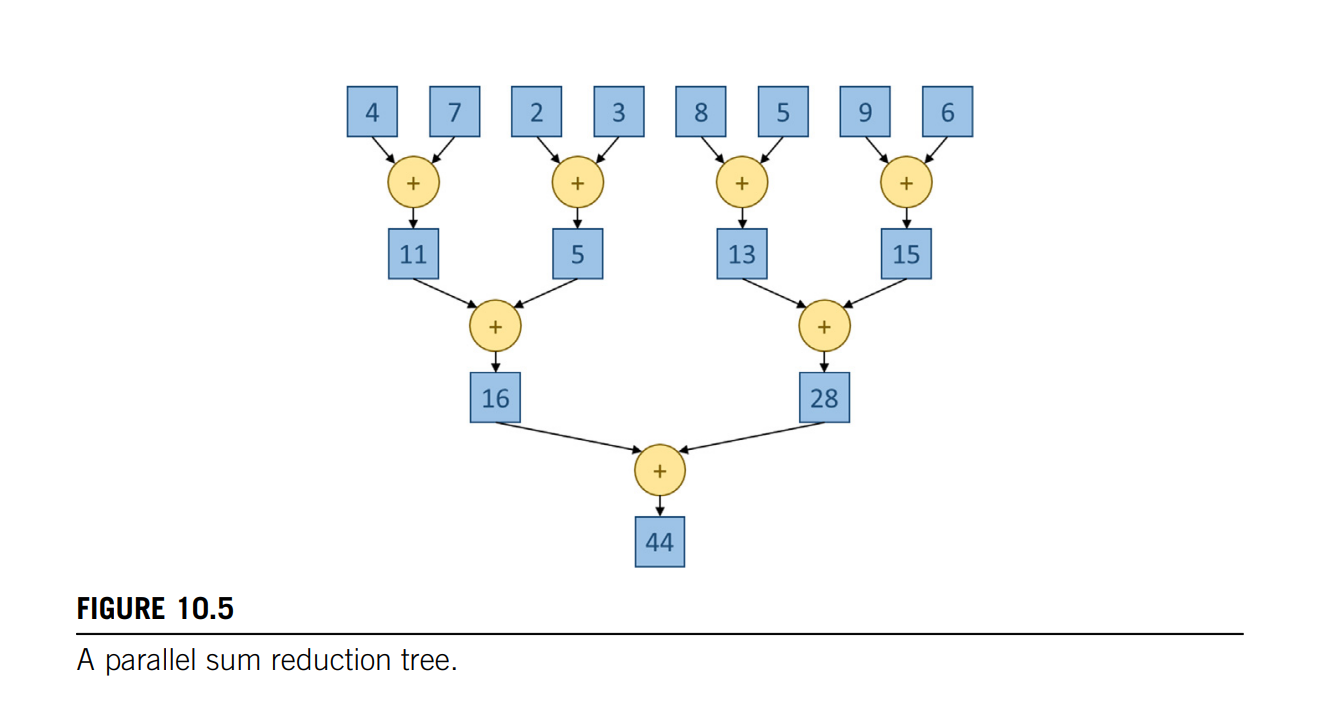 4 7 2 3 8 5 9 6
+ + + +
11 5 13 15
+ +
16 28
+
44
FIGURE 10.5
A parallel sum reduction tree.